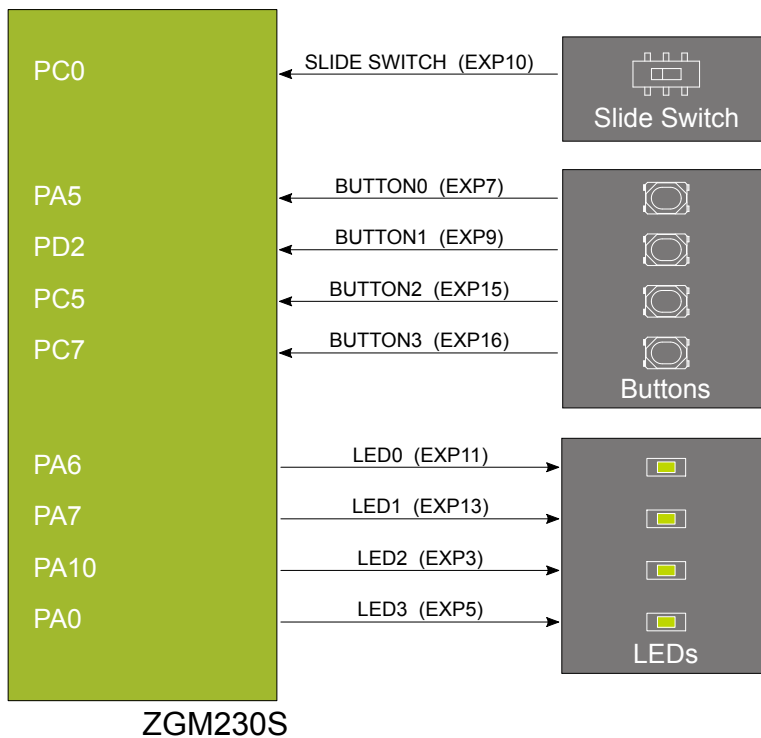 PC0
SLIDE SWITCH (EXP10)
Slide Switch
PA5
BUTTON0 (EXP7)
PD2
BUTTON1 (EXP9)
PC5
BUTTON2 (EXP15)
PC7
BUTTON3 (EXP16)
Buttons
PA6
LED0 (EXP11)
PA7
LED1 (EXP13)
PA10
LED2 (EXP3)
PA0
LED3 (EXP5)
LEDs
ZGM230S